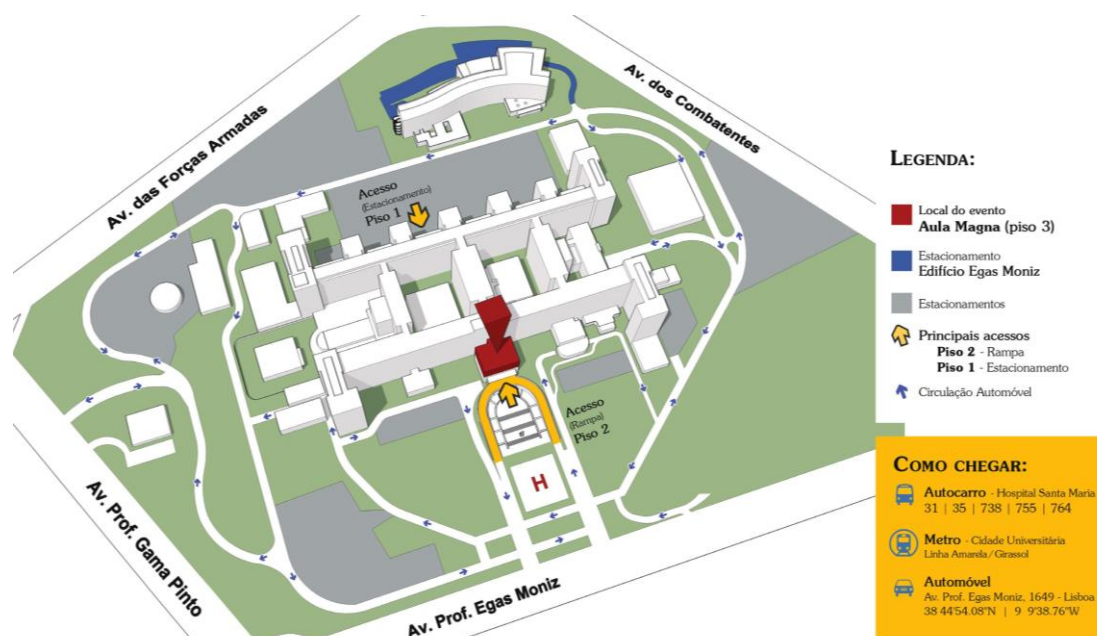 Av. das Forças Armadas
Av. dos Combatentes
Acesso
(Estacionamento)
Piso 1
Acesso
(Rampa)
Piso 2
H
Av. Prof. Gama Pinto
Av. Prof. Egas Moniz
LEGENDA:
Local do evento
Aula Magna (piso 3)
Estacionamento
Edifício Egas Moniz
Estacionamentos
Principais acessos
Piso 2 - Rampa
Piso 1 - Estacionamento
Circulação Automóvel
COMO CHEGAR:
Autocarro - Hospital Santa Maria
31 | 35 | 738 | 755 | 764
Metro - Cidade Universitária
Linha Amarela/Girassol
Automóvel
Av. Prof. Egas Moniz, 1649 - Lisboa
38 44'54.08"N | 9 9'38.76"W